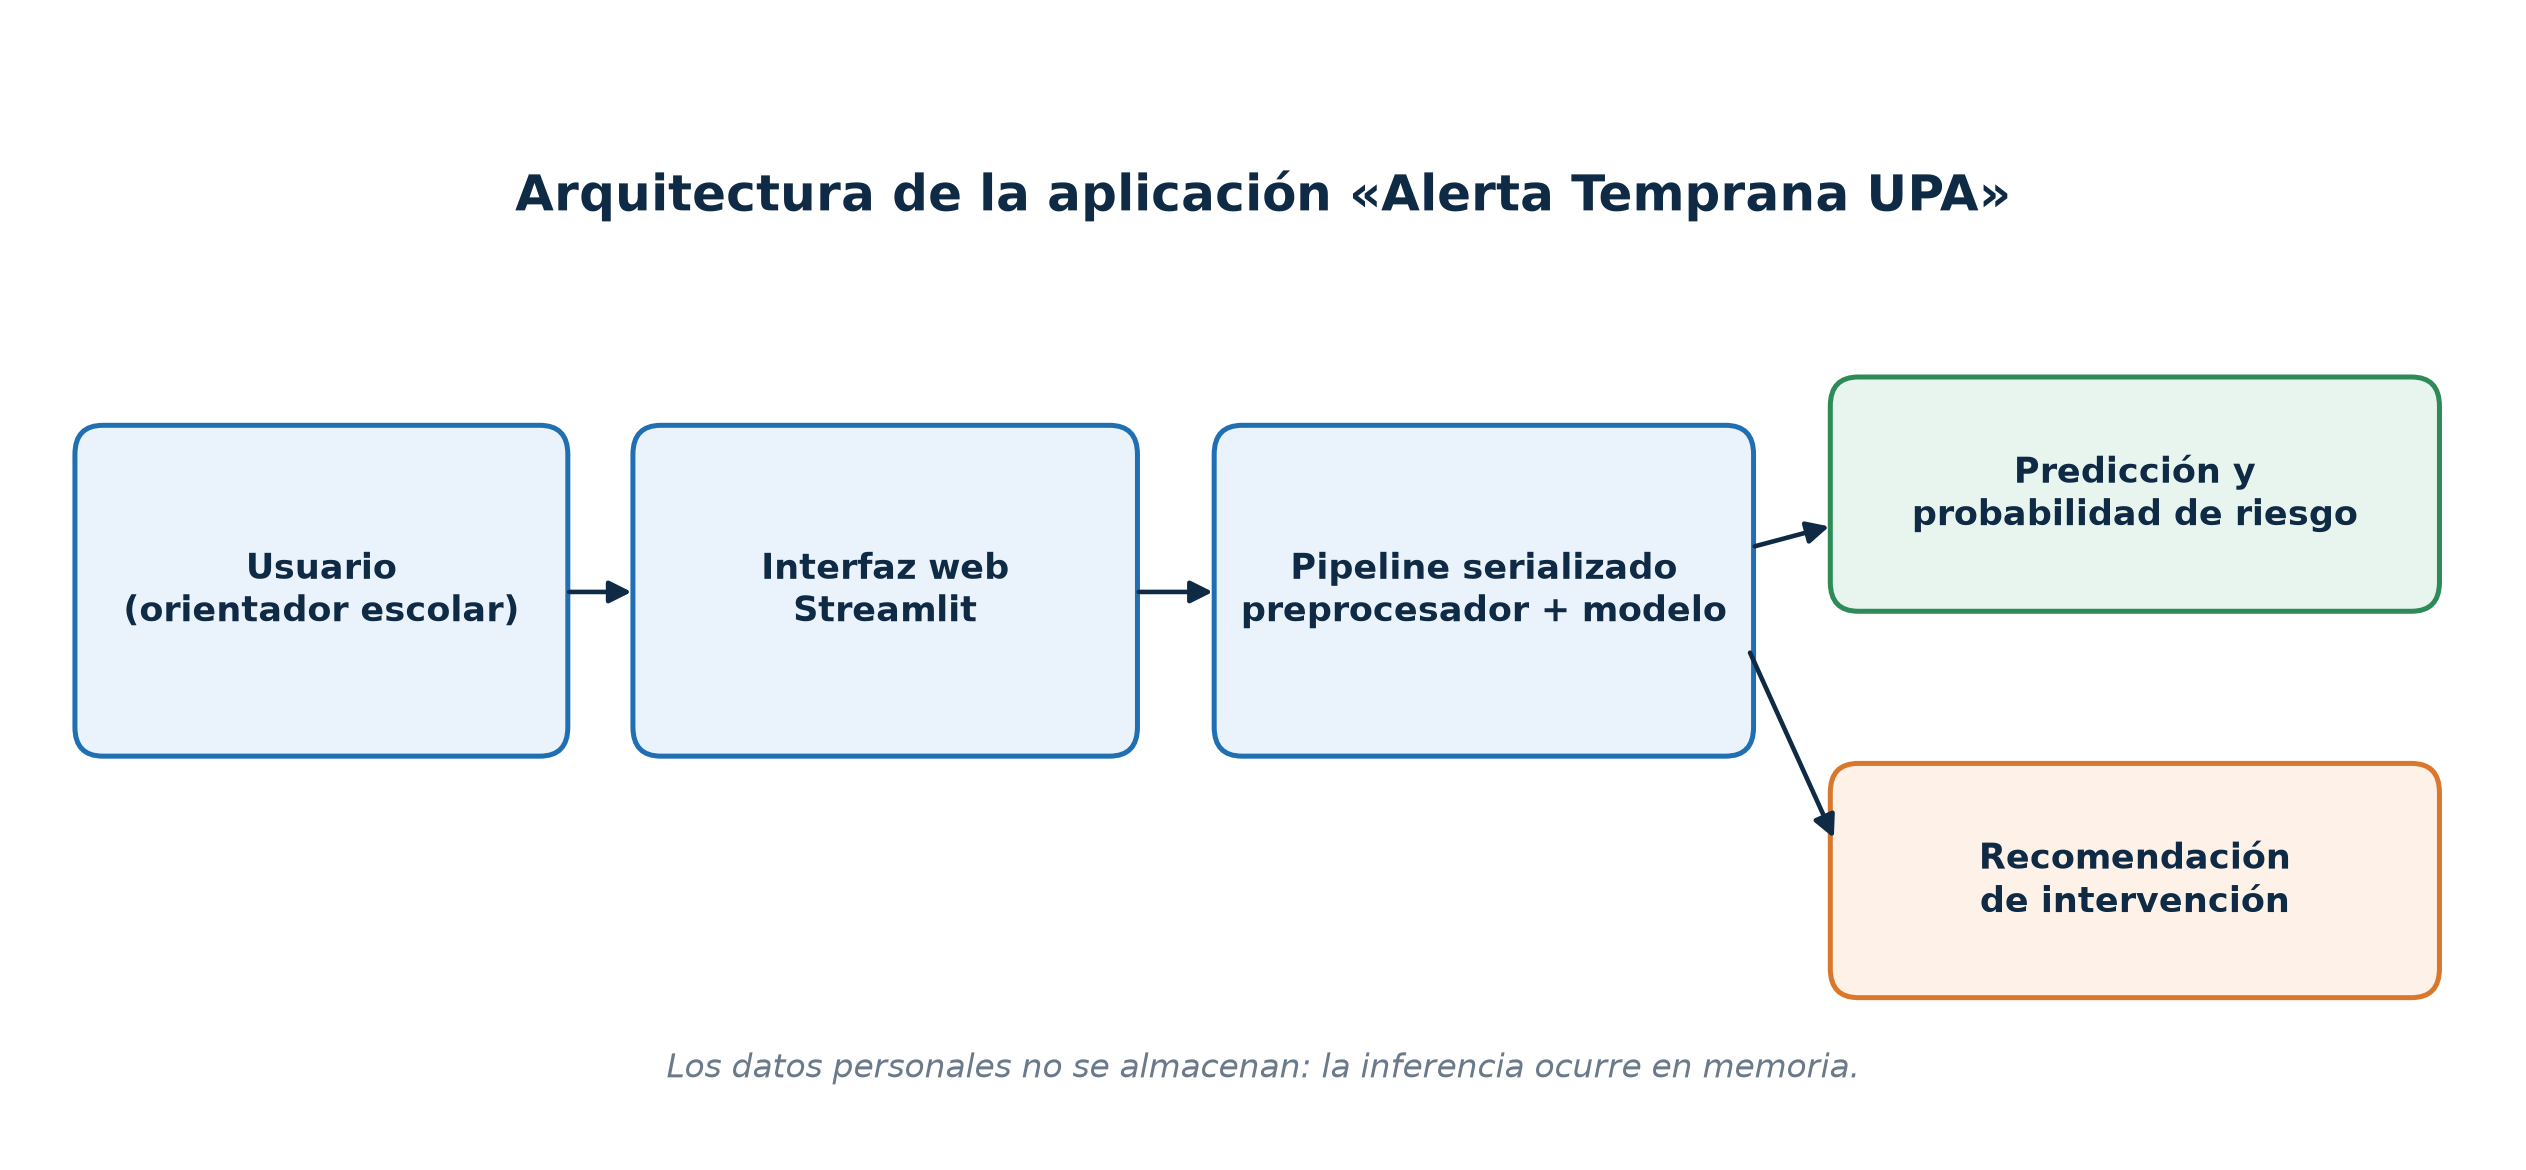 Arquitectura de la aplicación «Alerta Temprana UPA»
Usuario
(orientador escolar)
Interfaz web
Streamlit
Pipeline serializado
preprocesador + modelo
Predicción y
probabilidad de riesgo
Recomendación
de intervención
Los datos personales no se almacenan: la inferencia ocurre en memoria.